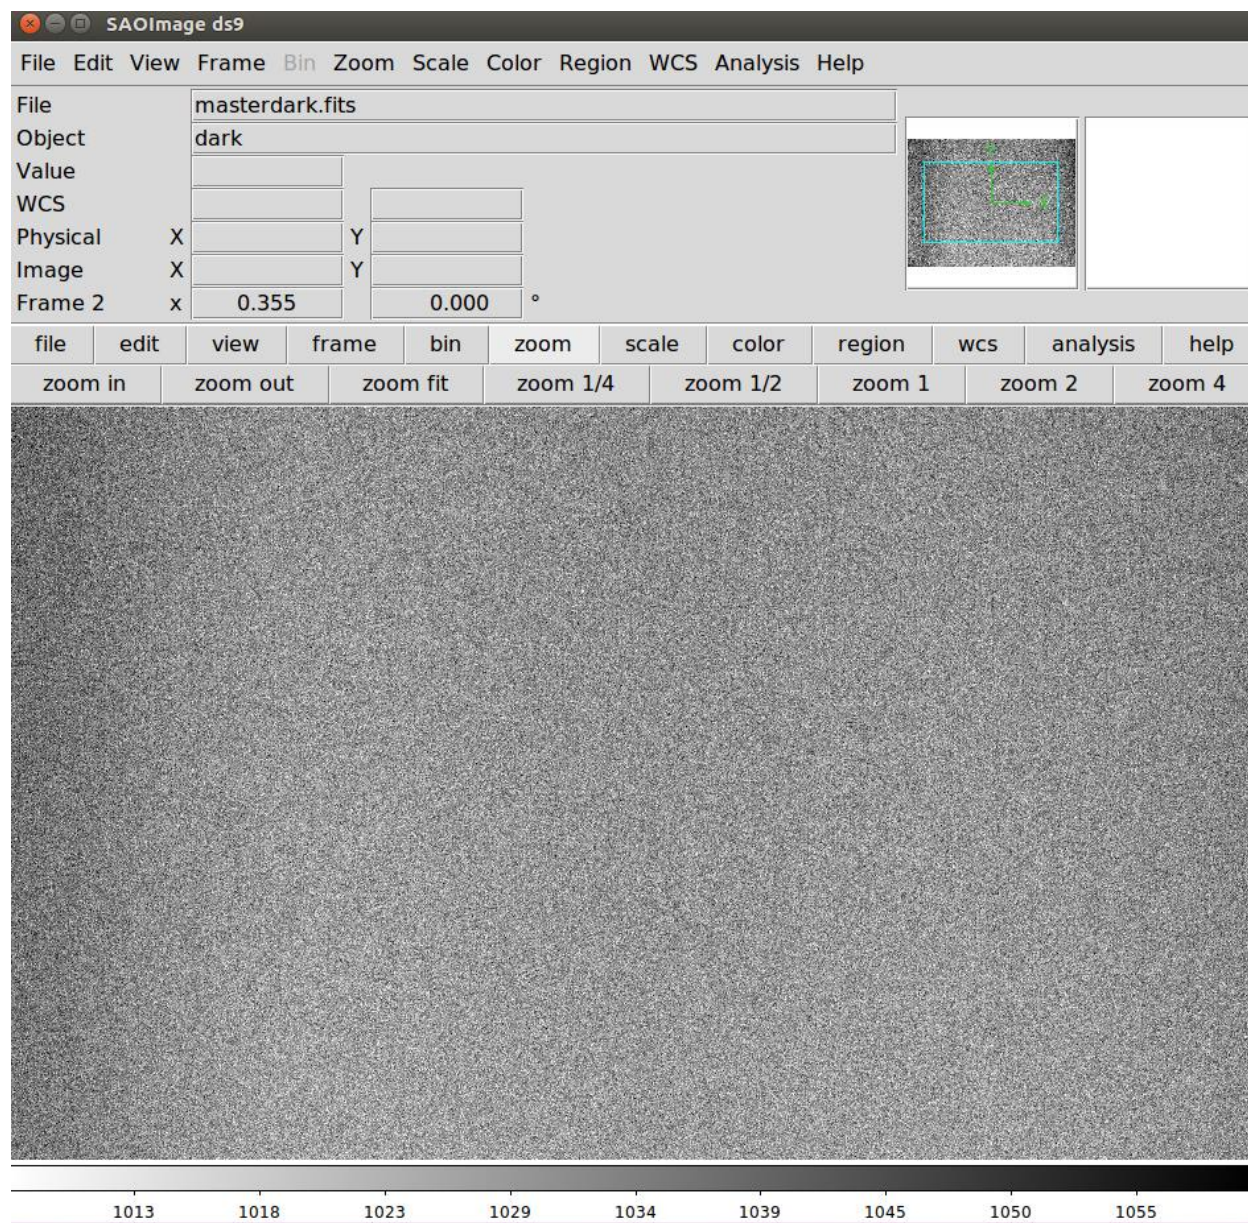 SAOImage ds9
File Edit View Frame Bin Zoom Scale Color Region WCS Analysis Help
File masterdark.fits
Object dark
Value
WCS
Physical X Y
Image X Y
Frame 2 x 0.355 0.000 °
file edit view frame bin zoom scale color region wcs analysis help
zoom in zoom out zoom fit zoom 1/4 zoom 1/2 zoom 1 zoom 2 zoom 4
1013 1018 1023 1029 1034 1039 1045 1050 1055